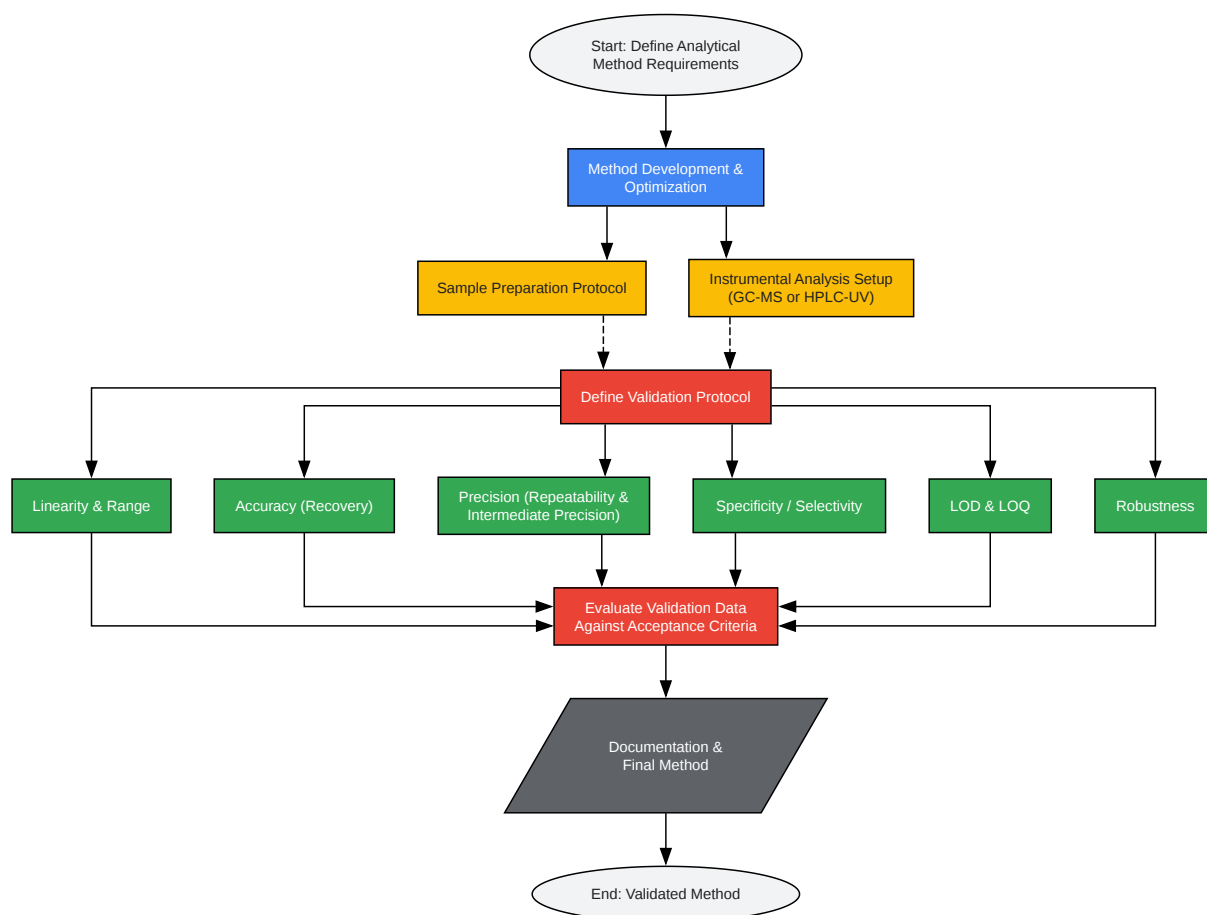 Start: Define Analytical
Method Requirements
Method Development &
Optimization
Sample Preparation Protocol
Instrumental Analysis Setup
(GC-MS or HPLC-UV)
Define Validation Protocol
Linearity & Range
Accuracy (Recovery)
Precision (Repeatability &
Intermediate Precision)
Specificity / Selectivity
LOD & LOQ
Robustness
Evaluate Validation Data
Against Acceptance Criteria
Documentation &
Final Method
End: Validated Method